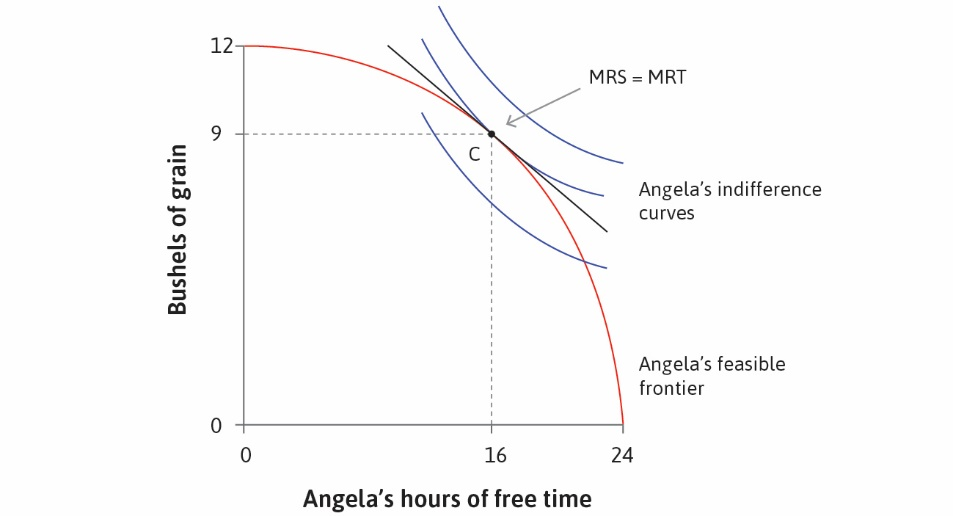 12
MRS = MRT
9
C
Angela’s indifference
curves
Bushels of grain
Angela’s feasible
frontier
0
0
16
24
Angela’s hours of free time